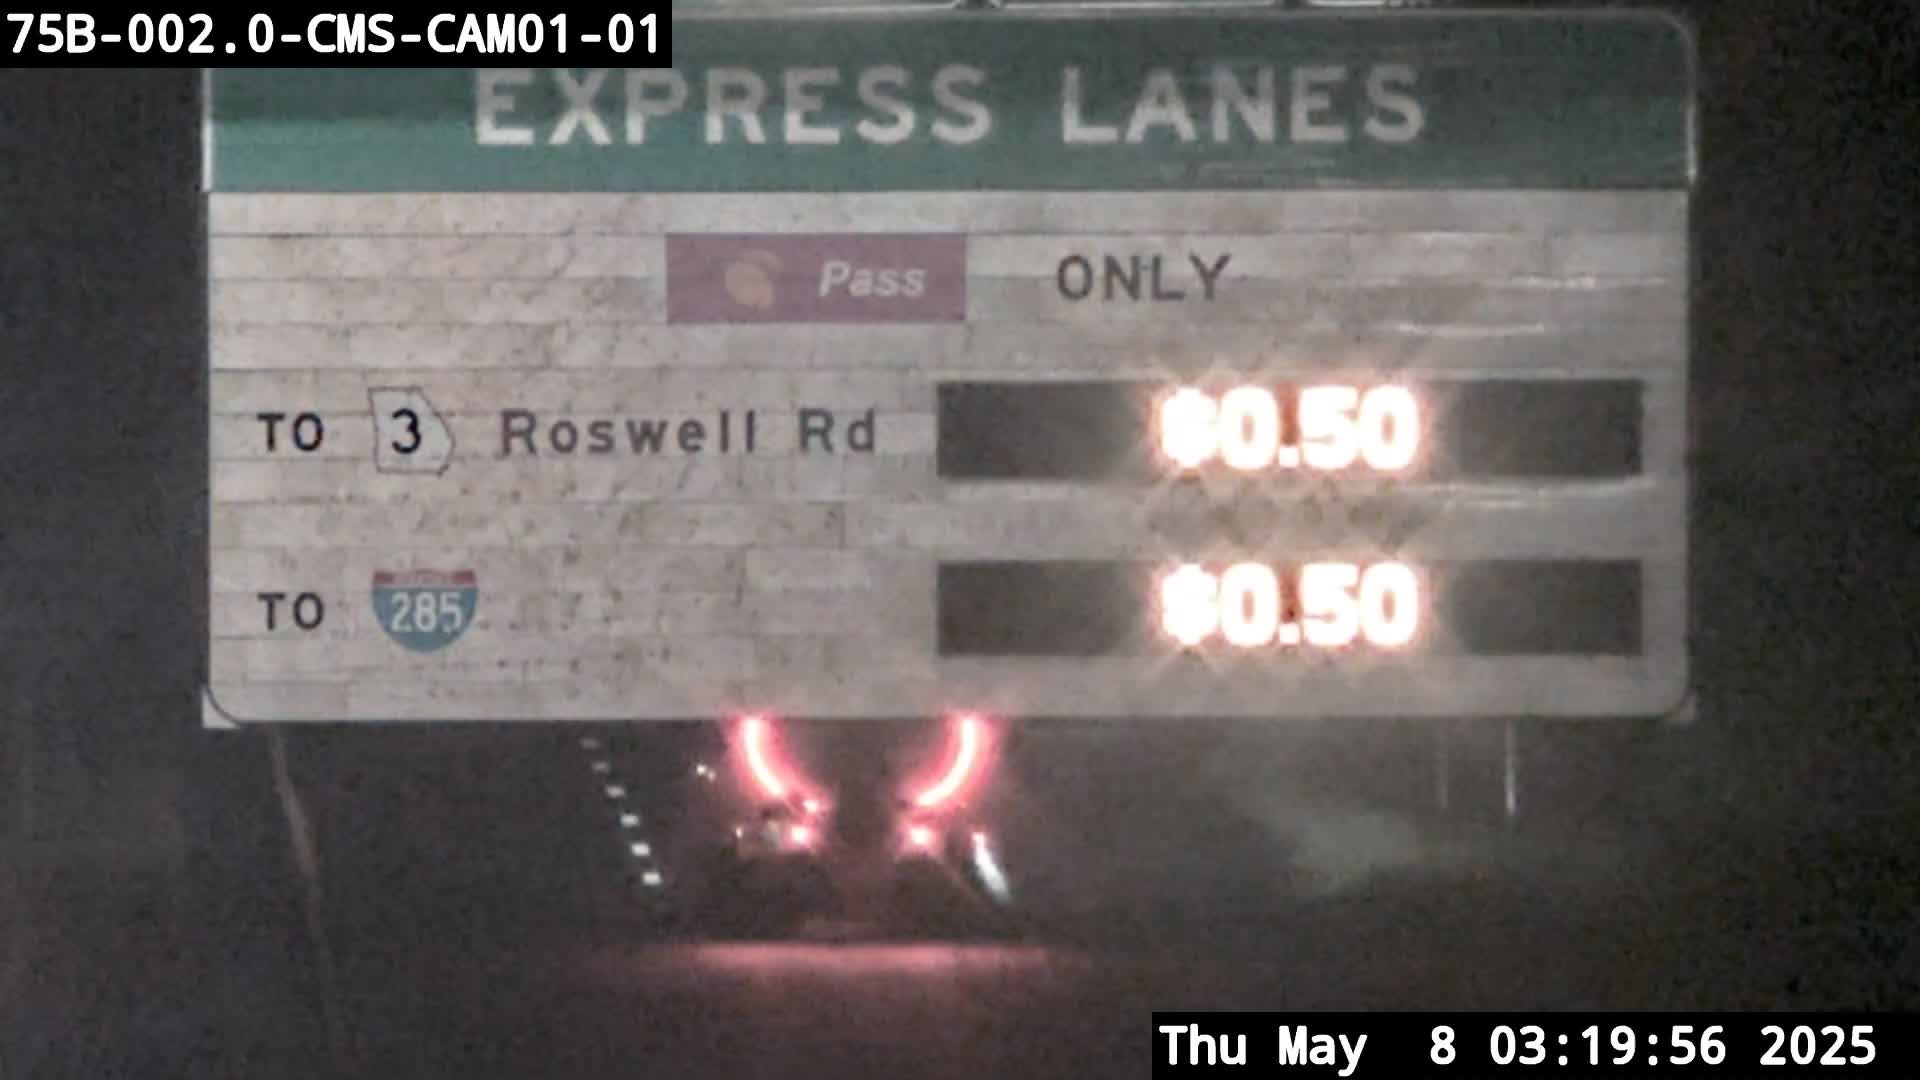 75B-002.0-CMS-CAM01-01
EXPRESS LANES
Pass ONLY
TO 3 Roswell Rd $0.50
TO 285 $0.50
Thu May 8 03:19:56 2025